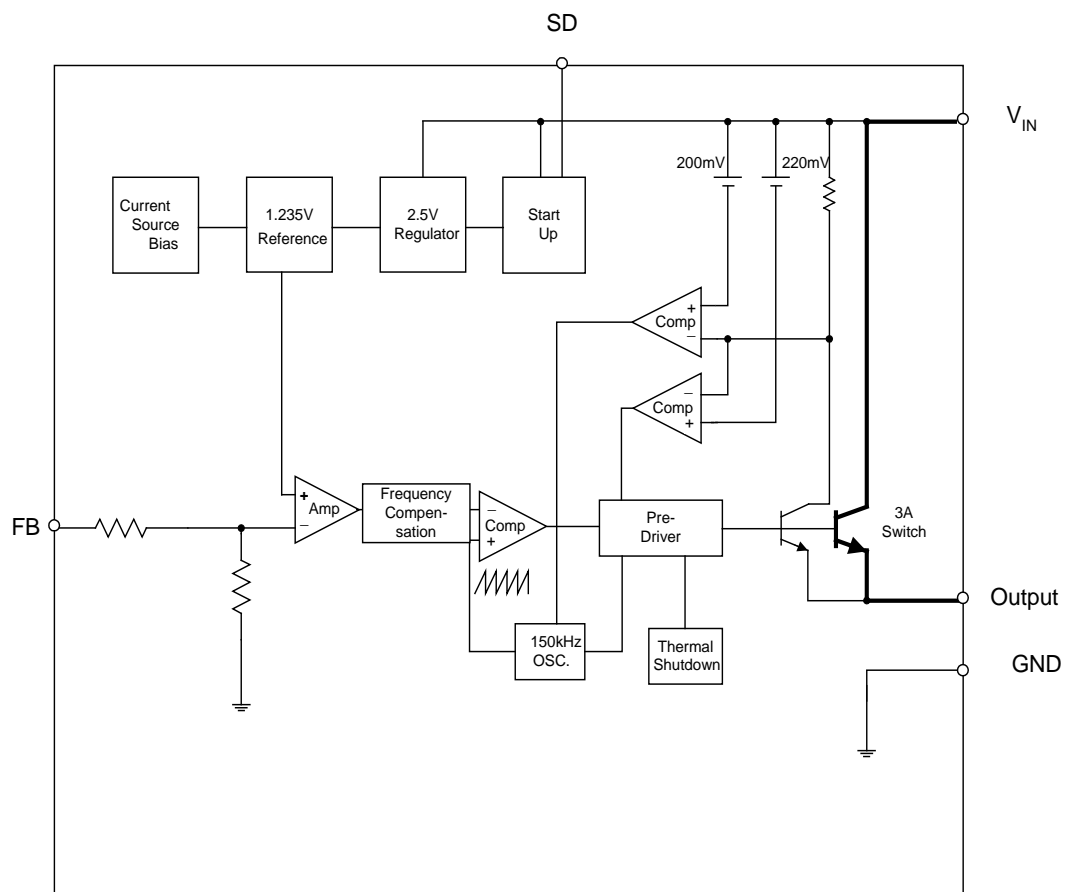 SD
V_IN
200mV
220mV
Current
Source
Bias
1.235V
Reference
2.5V
Regulator
Start
Up
+
Comp
−
−
Comp
+
FB
+
Amp
−
Frequency
Compen-
sation
−
Comp
+
Pre-
Driver
3A
Switch
Output
150kHz
OSC.
Thermal
Shutdown
GND